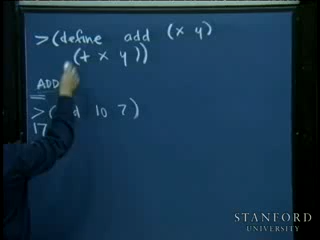 >(define add (x y)
(+ x y))
ADD
10 7)
17
STANFORD
UNIVERSITY